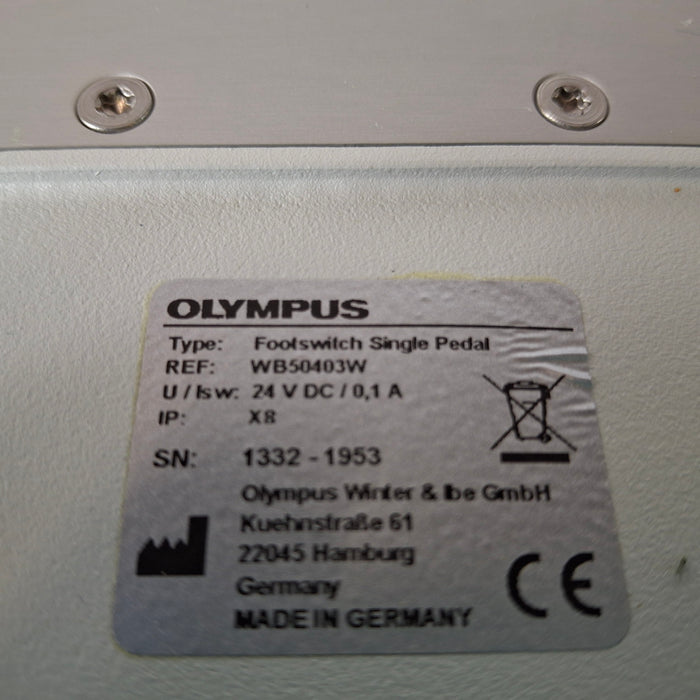 OLYMPUS
Type: Footswitch Single Pedal
REF: WB50403W
U / Isw: 24 V DC / 0,1 A
IP: X8
SN: 1332 - 1953
Olympus Winter & Ibe GmbH
Kuehnstraße 61
22045 Hamburg
Germany
MADE IN GERMANY
CE